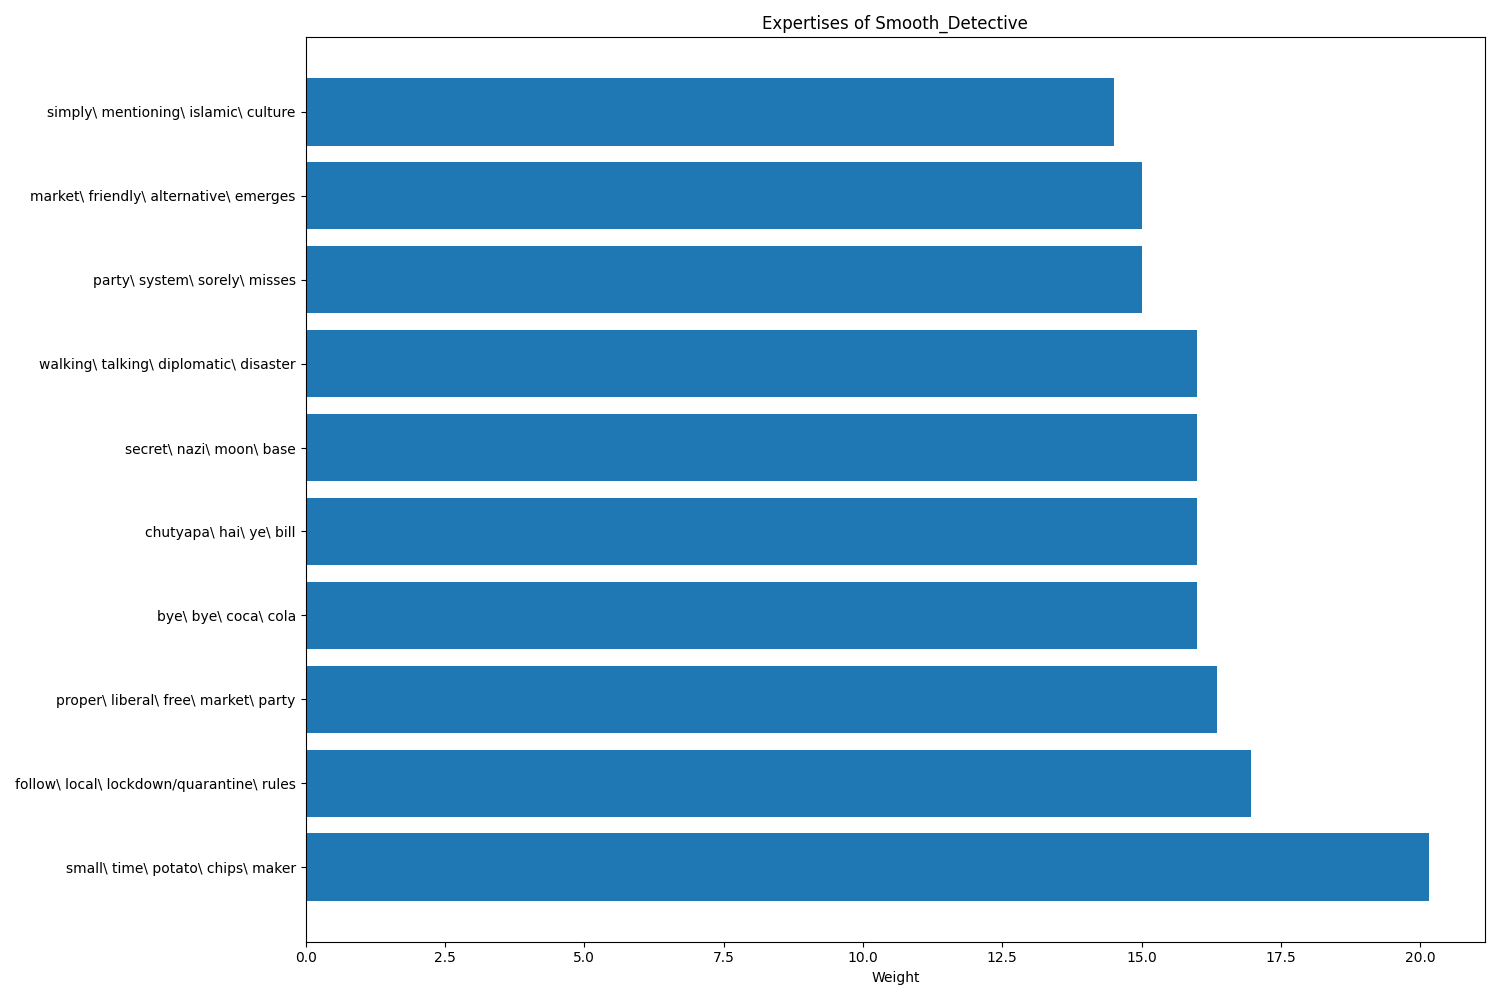 Expertises of Smooth_Detective
simply\ mentioning\ islamic\ culture
market\ friendly\ alternative\ emerges
party\ system\ sorely\ misses
walking\ talking\ diplomatic\ disaster
secret\ nazi\ moon\ base
chutyapa\ hai\ ye\ bill
bye\ bye\ coca\ cola
proper\ liberal\ free\ market\ party
follow\ local\ lockdown/quarantine\ rules
small\ time\ potato\ chips\ maker
0.0 2.5 5.0 7.5 10.0 12.5 15.0 17.5 20.0
Weight